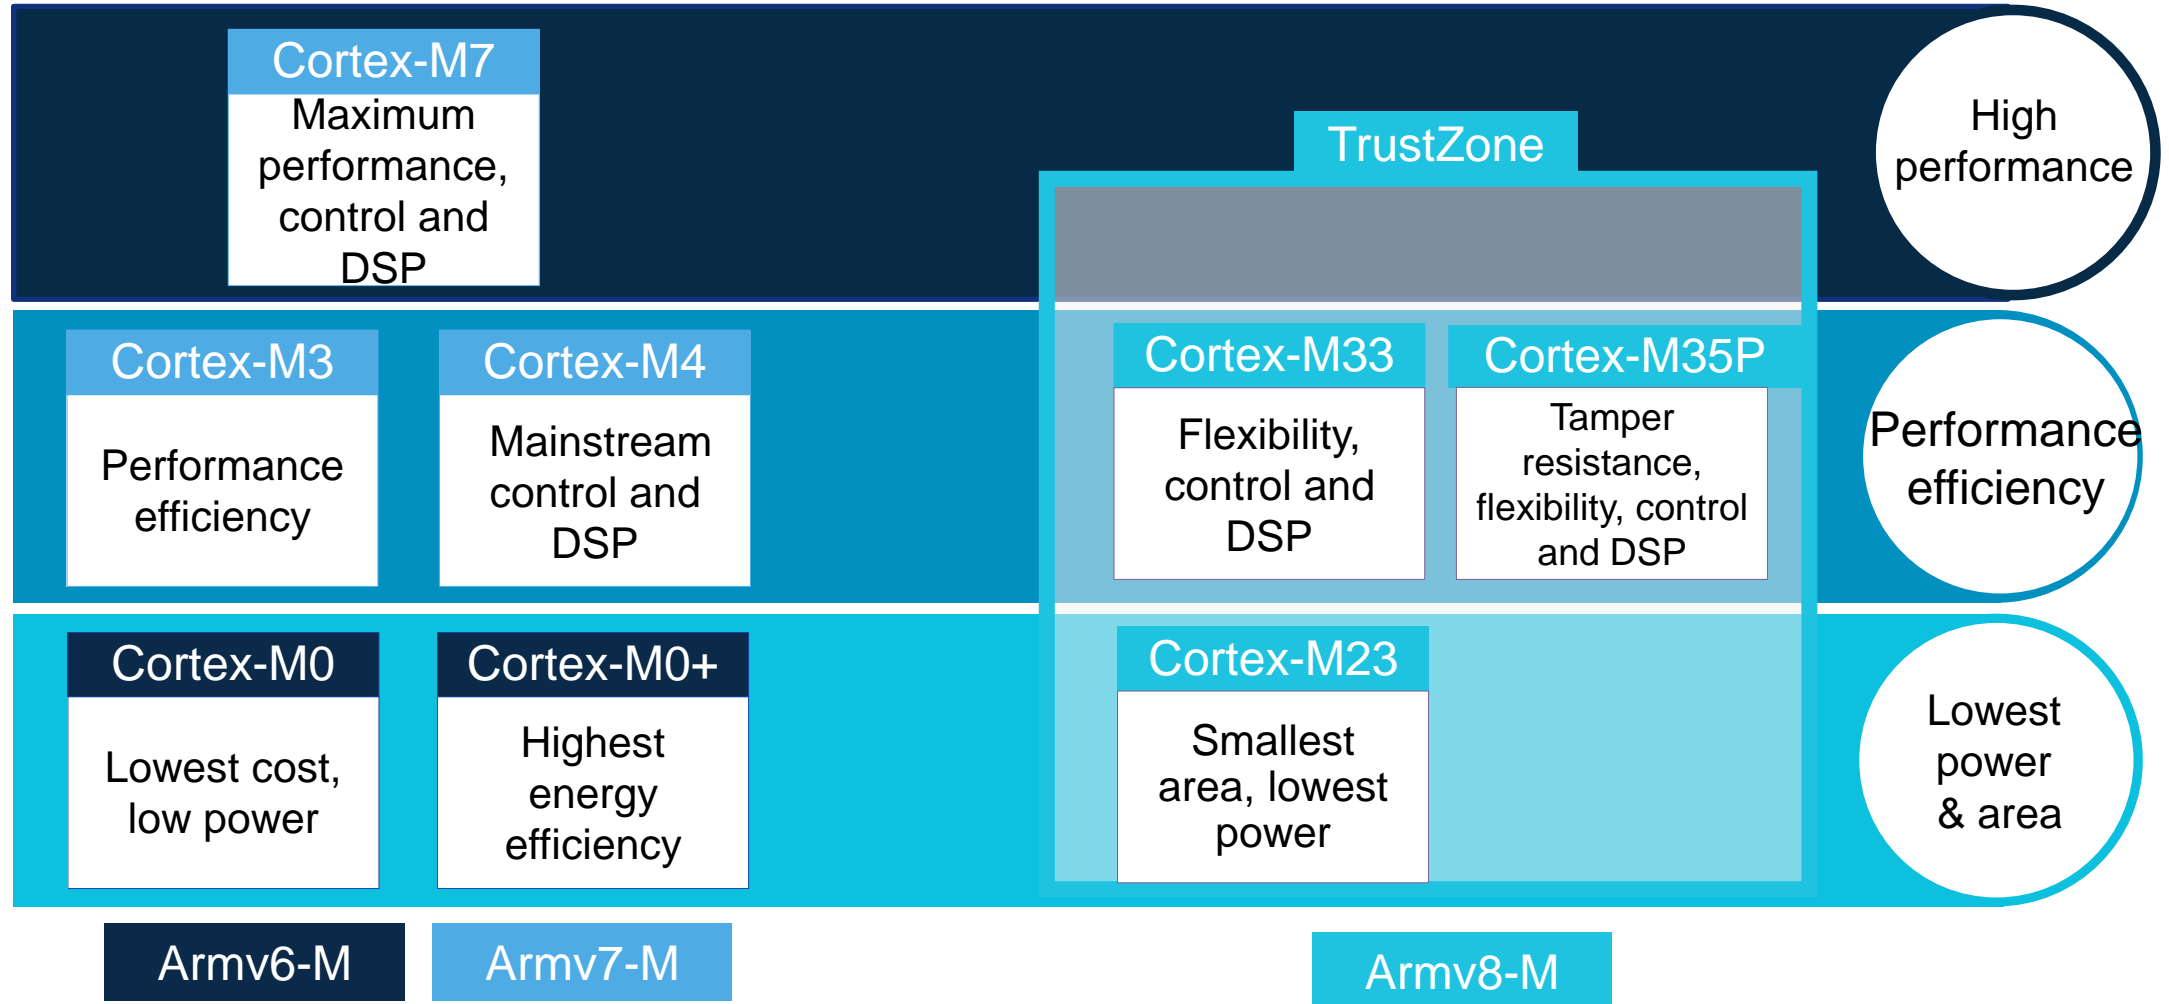 Cortex-M7
Maximum
performance,
control and
DSP
TrustZone
High
performance
Cortex-M3
Performance
efficiency
Cortex-M4
Mainstream
control and
DSP
Cortex-M33
Flexibility,
control and
DSP
Cortex-M35P
Tamper
resistance,
flexibility, control
and DSP
Performance
efficiency
Cortex-M0
Lowest cost,
low power
Cortex-M0+
Highest
energy
efficiency
Cortex-M23
Smallest
area, lowest
power
Lowest
power
& area
Armv6-M
Armv7-M
Armv8-M